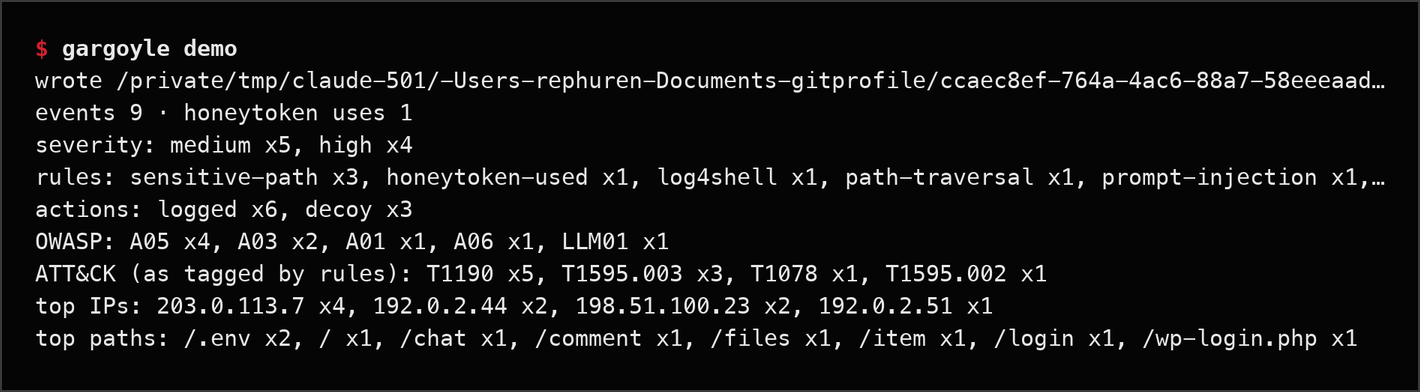 $ gargoyle demo
wrote /private/tmp/claude-501/-Users-rephuren-Documents-gitprofile/ccaec8ef-764a-4ac6-88a7-58eeeaad…
events 9 · honeytoken uses 1
severity: medium x5, high x4
rules: sensitive-path x3, honeytoken-used x1, log4shell x1, path-traversal x1, prompt-injection x1,…
actions: logged x6, decoy x3
OWASP: A05 x4, A03 x2, A01 x1, A06 x1, LLM01 x1
ATT&CK (as tagged by rules): T1190 x5, T1595.003 x3, T1078 x1, T1595.002 x1
top IPs: 203.0.113.7 x4, 192.0.2.44 x2, 198.51.100.23 x2, 192.0.2.51 x1
top paths: /.env x2, / x1, /chat x1, /comment x1, /files x1, /item x1, /login x1, /wp-login.php x1